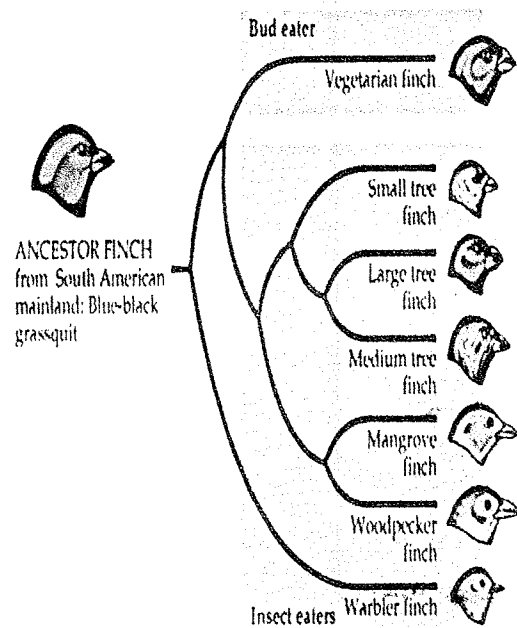 Bud eater
Vegetarian finch
Small tree
finch
ANCESTOR FINCH
from South American
mainland: Blue-black
grassquit
Large tree
finch
Medium tree
finch
Mangrove
finch
Woodpecker
finch
Insect eaters
Warbler finch